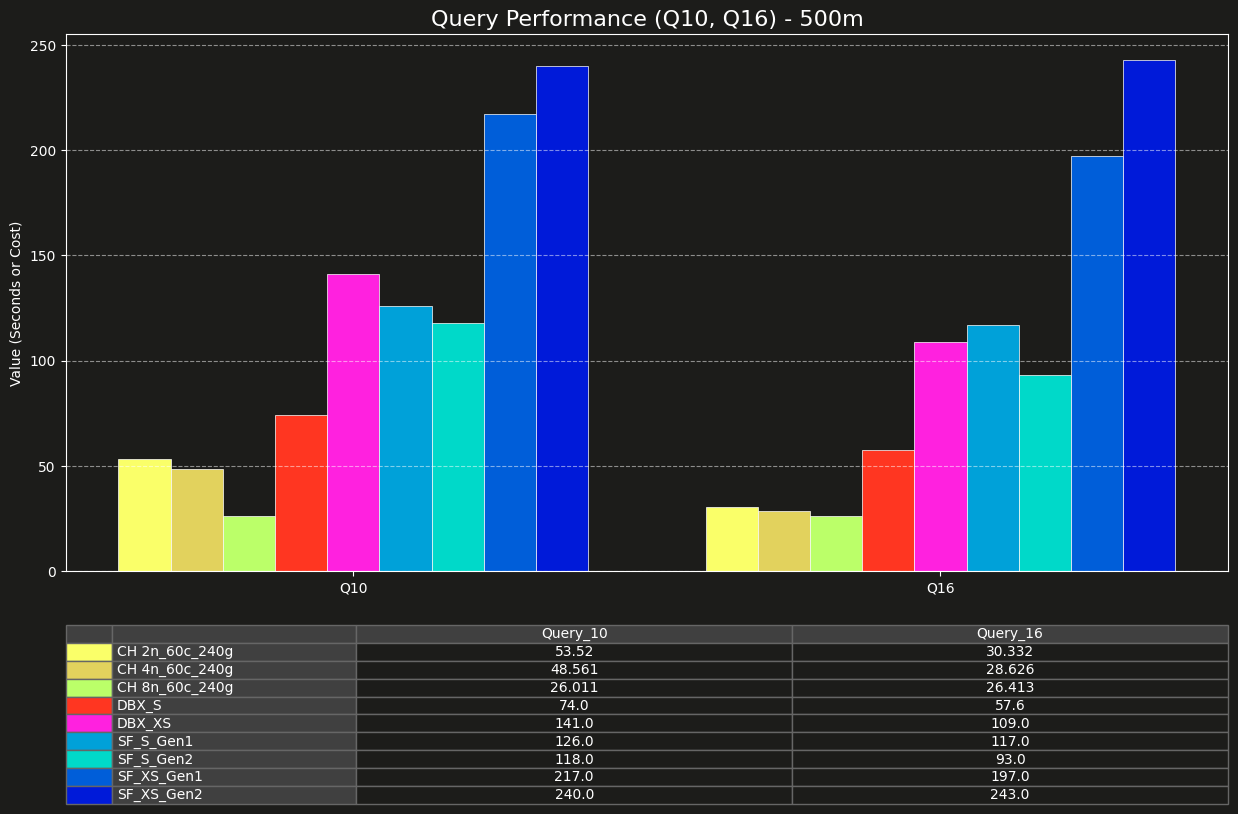 Query Performance (Q10, Q16) - 500m
Value (Seconds or Cost)
250
200
150
100
50
0
Q10 Q16
Query_10 Query_16
CH 2n_60c_240g 53.52 30.332
CH 4n_60c_240g 48.561 28.626
CH 8n_60c_240g 26.011 26.413
DBX_S 74.0 57.6
DBX_XS 141.0 109.0
SF_S_Gen1 126.0 117.0
SF_S_Gen2 118.0 93.0
SF_XS_Gen1 217.0 197.0
SF_XS_Gen2 240.0 243.0